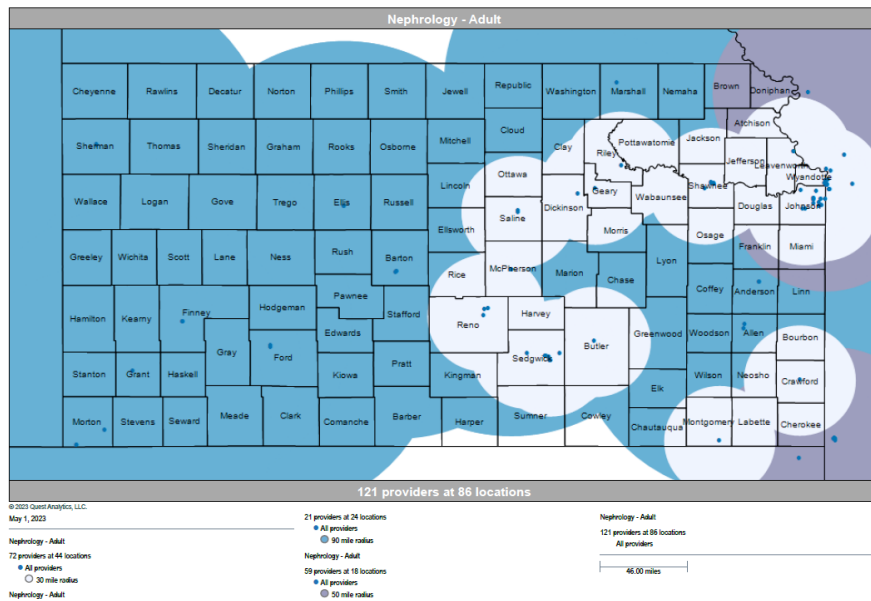 Nephrology - Adult
Cheyenne Rawlins Decatur Norton Phillips Smith Jewell Republic Washington Marshall Nemaha Brown Doniphan
Cloud Mitchell Clay Riley Pottawatomie Jackson Atchison
Sherman Thomas Sheridan Graham Rooks Osborne Jefferson Leavenworth
Ottawa Wyandotte
Lincoln Geary Shawnee
Wallace Logan Gove Trego Ellis Russell Saline Dickinson Wabaunsee Douglas Johnson
Ellsworth Morris Osage
Greeley Wichita Scott Lane Ness Rush Barton Rice McPherson Marion Lyon Franklin Miami
Chase Coffey Anderson Linn
Pawnee
Hamilton Kearny Finney Hodgeman Stafford Reno Harvey
Edwards Butler Greenwood Woodson Allen Bourbon
Gray Ford
Stanton Grant Haskell Kiowa Pratt Kingman Sedgwick Elk Wilson Neosho Crawford
Morton Stevens Seward Meade Clark Comanche Barber Harper Sumner Cowley Chautauqua Montgomery Labette Cherokee
121 providers at 86 locations
© 2023 Quest Analytics, LLC.
May 1, 2023
Nephrology - Adult
72 providers at 44 locations
All providers
30 mile radius
Nephrology - Adult
21 providers at 24 locations
All providers
90 mile radius
Nephrology - Adult
59 providers at 18 locations
All providers
50 mile radius
Nephrology - Adult
121 providers at 86 locations
All providers
46.00 miles